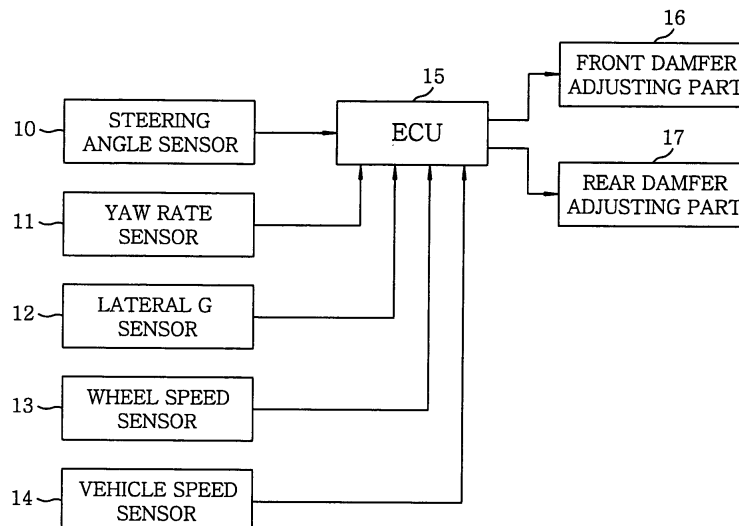 16
FRONT DAMFER
ADJUSTING PART
15
ECU
10
STEERING
ANGLE SENSOR
17
REAR DAMFER
ADJUSTING PART
11
YAW RATE
SENSOR
12
LATERAL G
SENSOR
13
WHEEL SPEED
SENSOR
14
VEHICLE SPEED
SENSOR